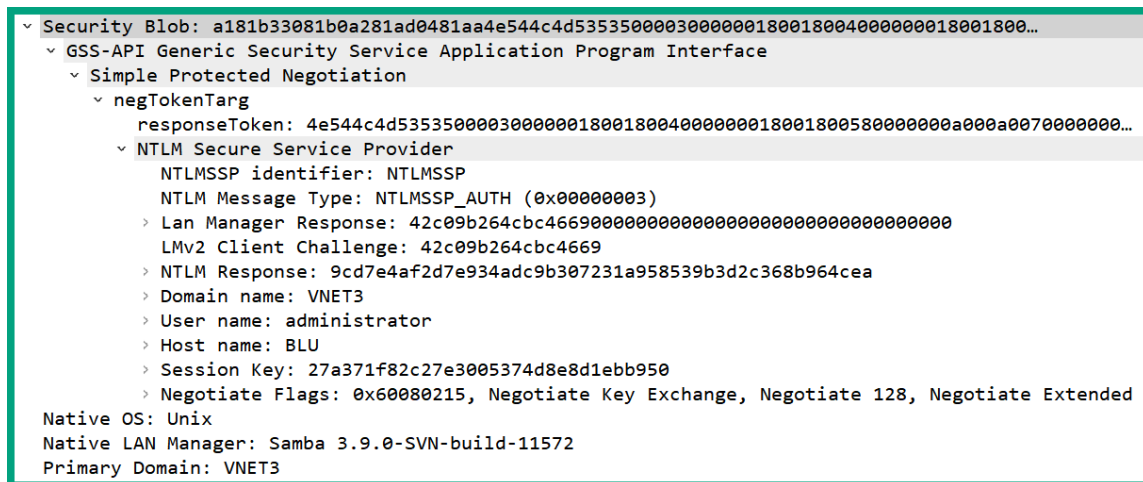 Security Blob: a181b33081b0a281ad0481aa4e544c4d5353500003000000180018004000000018001800…
GSS-API Generic Security Service Application Program Interface
Simple Protected Negotiation
negTokenTarg
responseToken: 4e544c4d5353500003000000180018004000000018001800580000000a000a0070000000…
NTLM Secure Service Provider
NTLMSSP identifier: NTLMSSP
NTLM Message Type: NTLMSSP_AUTH (0x00000003)
Lan Manager Response: 42c09b264cbc466900000000000000000000000000000000
LMv2 Client Challenge: 42c09b264cbc4669
NTLM Response: 9cd7e4af2d7e934adc9b307231a958539b3d2c368b964cea
Domain name: VNET3
User name: administrator
Host name: BLU
Session Key: 27a371f82c27e3005374d8e8d1ebb950
Negotiate Flags: 0x60080215, Negotiate Key Exchange, Negotiate 128, Negotiate Extended
Native OS: Unix
Native LAN Manager: Samba 3.9.0-SVN-build-11572
Primary Domain: VNET3